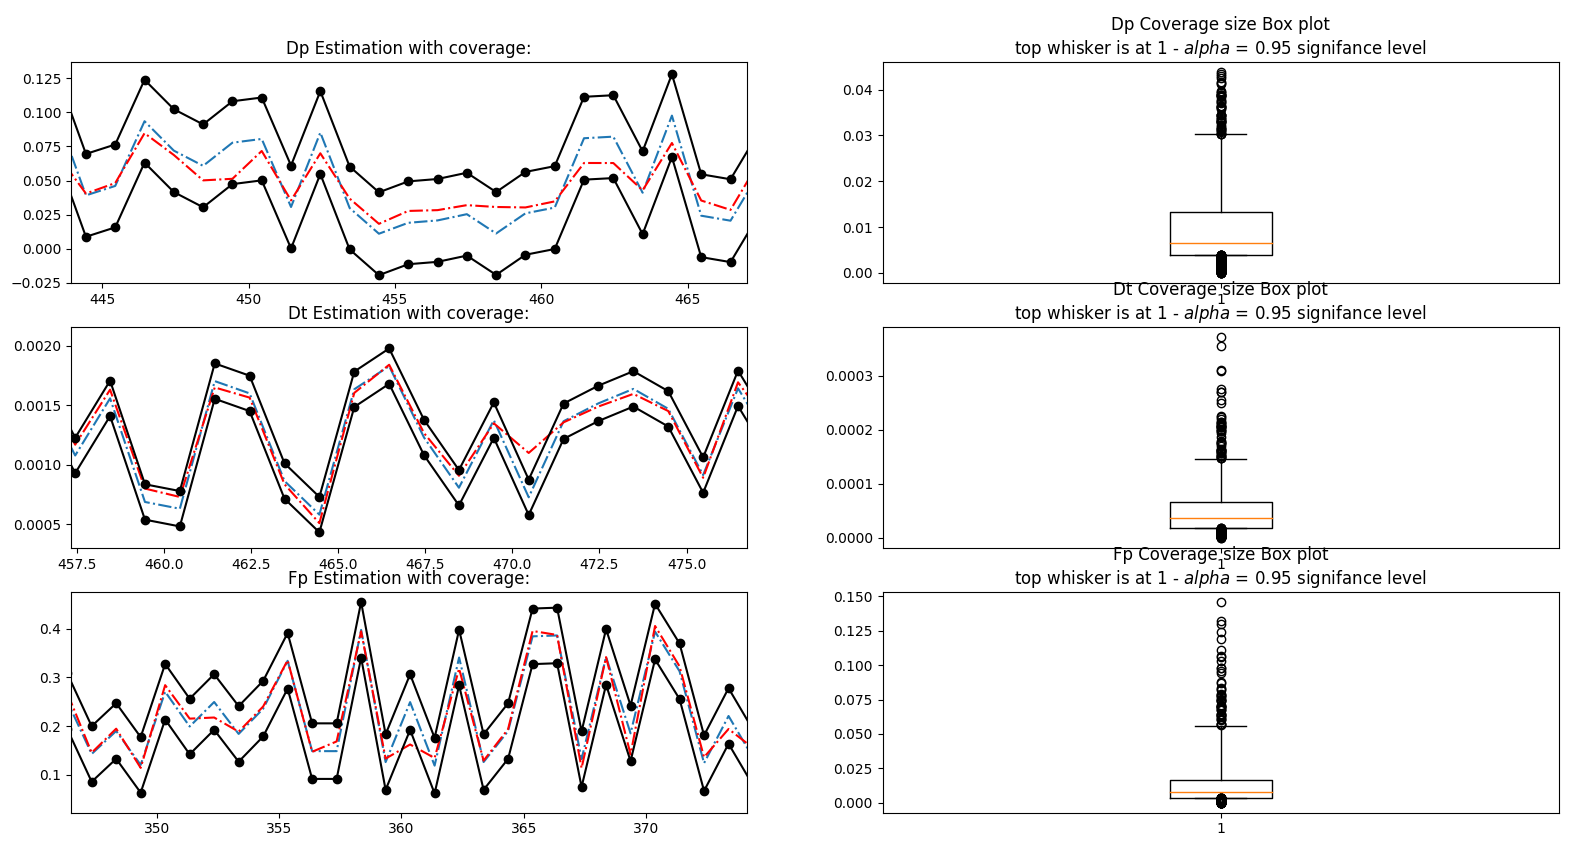 Dp Estimation with coverage:
0.125
0.100
0.075
0.050
0.025
0.000
−0.025
445 450 455 460 465
Dp Coverage size Box plot
top whisker is at 1 - alpha = 0.95 signifance level
0.04
0.03
0.02
0.01
0.00
1
Dt Estimation with coverage:
0.0020
0.0015
0.0010
0.0005
457.5 460.0 462.5 465.0 467.5 470.0 472.5 475.0
Dt Coverage size Box plot
top whisker is at 1 - alpha = 0.95 signifance level
0.0003
0.0002
0.0001
0.0000
1
Fp Estimation with coverage:
0.4
0.3
0.2
0.1
350 355 360 365 370
Fp Coverage size Box plot
top whisker is at 1 - alpha = 0.95 signifance level
0.150
0.125
0.100
0.075
0.050
0.025
0.000
1